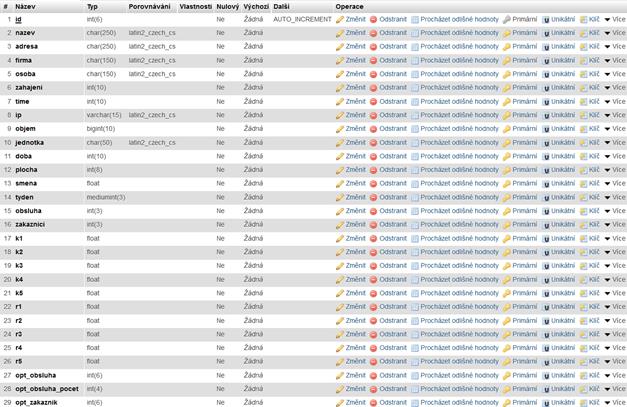 # Název Typ Porovnávání Vlastnosti Nulový Výchozí Další Operace
1 id int(6) Ne Žádná AUTO_INCREMENT Změnit Odstranit Procházet odlišné hodnoty Primární Unikátní Klíč Více
2 nazev char(250) latin2_czech_cs Ne Žádná Změnit Odstranit Procházet odlišné hodnoty Primární Unikátní Klíč Více
3 adresa char(250) latin2_czech_cs Ne Žádná Změnit Odstranit Procházet odlišné hodnoty Primární Unikátní Klíč Více
4 firma char(150) latin2_czech_cs Ne Žádná Změnit Odstranit Procházet odlišné hodnoty Primární Unikátní Klíč Více
5 osoba char(150) latin2_czech_cs Ne Žádná Změnit Odstranit Procházet odlišné hodnoty Primární Unikátní Klíč Více
6 zahajeni int(10) Ne Žádná Změnit Odstranit Procházet odlišné hodnoty Primární Unikátní Klíč Více
7 time int(10) Ne Žádná Změnit Odstranit Procházet odlišné hodnoty Primární Unikátní Klíč Více
8 ip varchar(15) latin2_czech_cs Ne Žádná Změnit Odstranit Procházet odlišné hodnoty Primární Unikátní Klíč Více
9 objem bigint(10) Ne Žádná Změnit Odstranit Procházet odlišné hodnoty Primární Unikátní Klíč Více
10 jednotka char(50) latin2_czech_cs Ne Žádná Změnit Odstranit Procházet odlišné hodnoty Primární Unikátní Klíč Více
11 doba int(10) Ne Žádná Změnit Odstranit Procházet odlišné hodnoty Primární Unikátní Klíč Více
12 plocha int(8) Ne Žádná Změnit Odstranit Procházet odlišné hodnoty Primární Unikátní Klíč Více
13 smena float Ne Žádná Změnit Odstranit Procházet odlišné hodnoty Primární Unikátní Klíč Více
14 tyden mediumint(3) Ne Žádná Změnit Odstranit Procházet odlišné hodnoty Primární Unikátní Klíč Více
15 obsluha int(3) Ne Žádná Změnit Odstranit Procházet odlišné hodnoty Primární Unikátní Klíč Více
16 zakaznici int(3) Ne Žádná Změnit Odstranit Procházet odlišné hodnoty Primární Unikátní Klíč Více
17 k1 float Ne Žádná Změnit Odstranit Procházet odlišné hodnoty Primární Unikátní Klíč Více
18 k2 float Ne Žádná Změnit Odstranit Procházet odlišné hodnoty Primární Unikátní Klíč Více
19 k3 float Ne Žádná Změnit Odstranit Procházet odlišné hodnoty Primární Unikátní Klíč Více
20 k4 float Ne Žádná Změnit Odstranit Procházet odlišné hodnoty Primární Unikátní Klíč Více
21 k5 float Ne Žádná Změnit Odstranit Procházet odlišné hodnoty Primární Unikátní Klíč Více
22 r1 float Ne Žádná Změnit Odstranit Procházet odlišné hodnoty Primární Unikátní Klíč Více
23 r2 float Ne Žádná Změnit Odstranit Procházet odlišné hodnoty Primární Unikátní Klíč Více
24 r3 float Ne Žádná Změnit Odstranit Procházet odlišné hodnoty Primární Unikátní Klíč Více
25 r4 float Ne Žádná Změnit Odstranit Procházet odlišné hodnoty Primární Unikátní Klíč Více
26 r5 float Ne Žádná Změnit Odstranit Procházet odlišné hodnoty Primární Unikátní Klíč Více
27 opt_obsluha int(6) Ne Žádná Změnit Odstranit Procházet odlišné hodnoty Primární Unikátní Klíč Více
28 opt_obsluha_pocet int(4) Ne Žádná Změnit Odstranit Procházet odlišné hodnoty Primární Unikátní Klíč Více
29 opt_zakaznik int(6) Ne Žádná Změnit Odstranit Procházet odlišné hodnoty Primární Unikátní Klíč Více